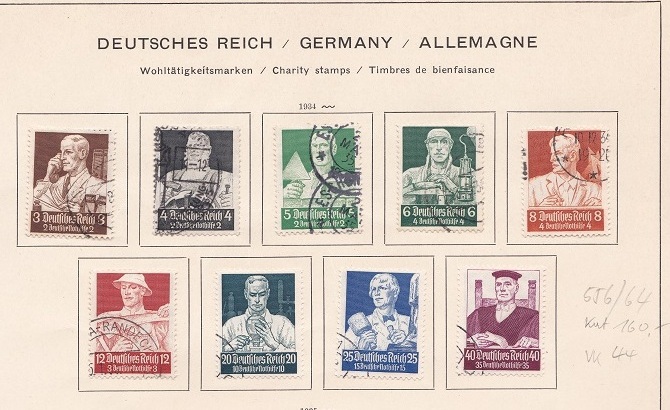 DEUTSCHES REICH / GERMANY / ALLEMAGNE
Wohltätigkeitsmarken / Charity stamps / Timbres de bienfaisance
1934
3 Deutsches Reich 3
2 Deutsche Nothilfe 2
4 Deutsches Reich 4
2 Deutsche Nothilfe 2
5 Deutsches Reich 5
2 Deutsche Nothilfe 2
6 Deutsches Reich 6
4 Deutsche Nothilfe 4
8 Deutsches Reich 8
4 Deutsche Nothilfe 4
12 Deutsches Reich 12
3 Deutsche Nothilfe 3
20 Deutsches Reich 20
10 Deutsche Nothilfe 10
25 Deutsches Reich 25
15 Deutsche Nothilfe 15
40 Deutsches Reich 40
35 Deutsche Nothilfe 35
556/64
160,-
VK 44